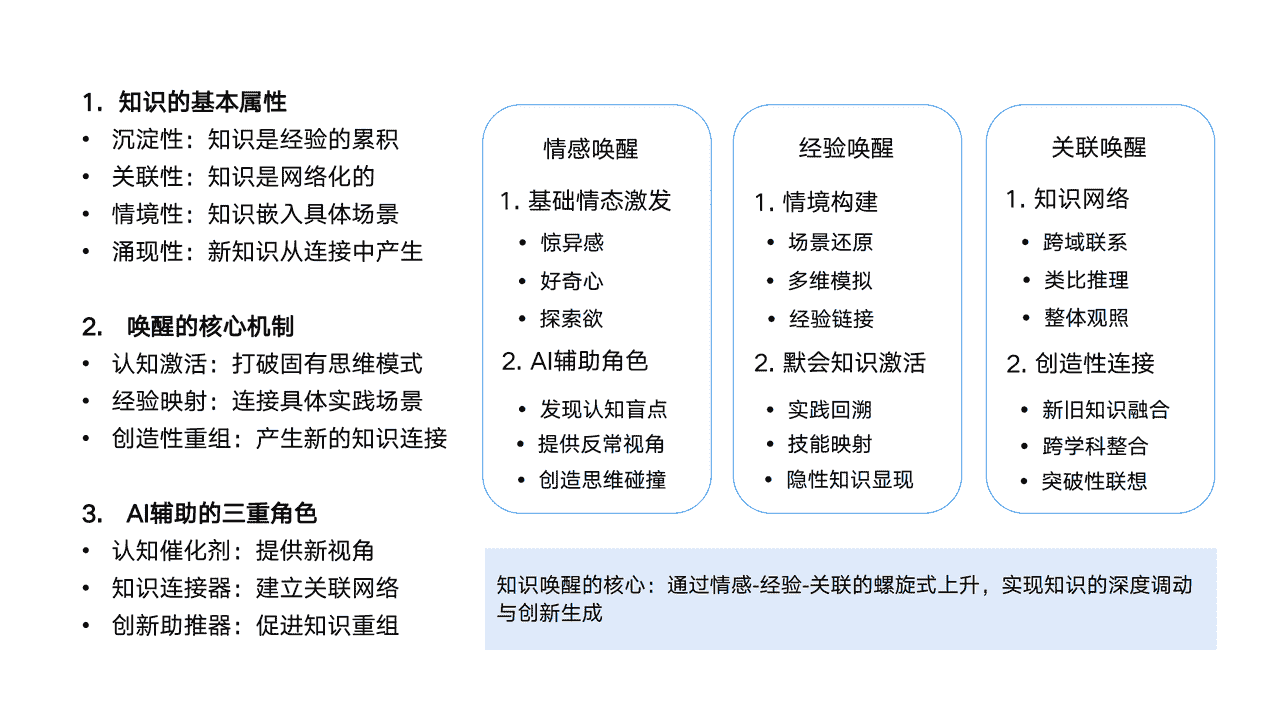 1. 知识的基本属性
• 沉淀性：知识是经验的累积
• 关联性：知识是网络化的
• 情境性：知识嵌入具体场景
• 涌现性：新知识从连接中产生
2. 唤醒的核心机制
• 认知激活：打破固有思维模式
• 经验映射：连接具体实践场景
• 创造性重组：产生新的知识连接
3. AI辅助的三重角色
• 认知催化剂：提供新视角
• 知识连接器：建立关联网络
• 创新助推器：促进知识重组
情感唤醒
1. 基础情态激发
• 惊异感
• 好奇心
• 探索欲
2. AI辅助角色
• 发现认知盲点
• 提供反常视角
• 创造思维碰撞
经验唤醒
1. 情境构建
• 场景还原
• 多维模拟
• 经验链接
2. 默会知识激活
• 实践回溯
• 技能映射
• 隐性知识显现
关联唤醒
1. 知识网络
• 跨域联系
• 类比推理
• 整体观照
2. 创造性连接
• 新旧知识融合
• 跨学科整合
• 突破性联想
知识唤醒的核心：通过情感-经验-关联的螺旋式上升，实现知识的深度调动
与创新生成